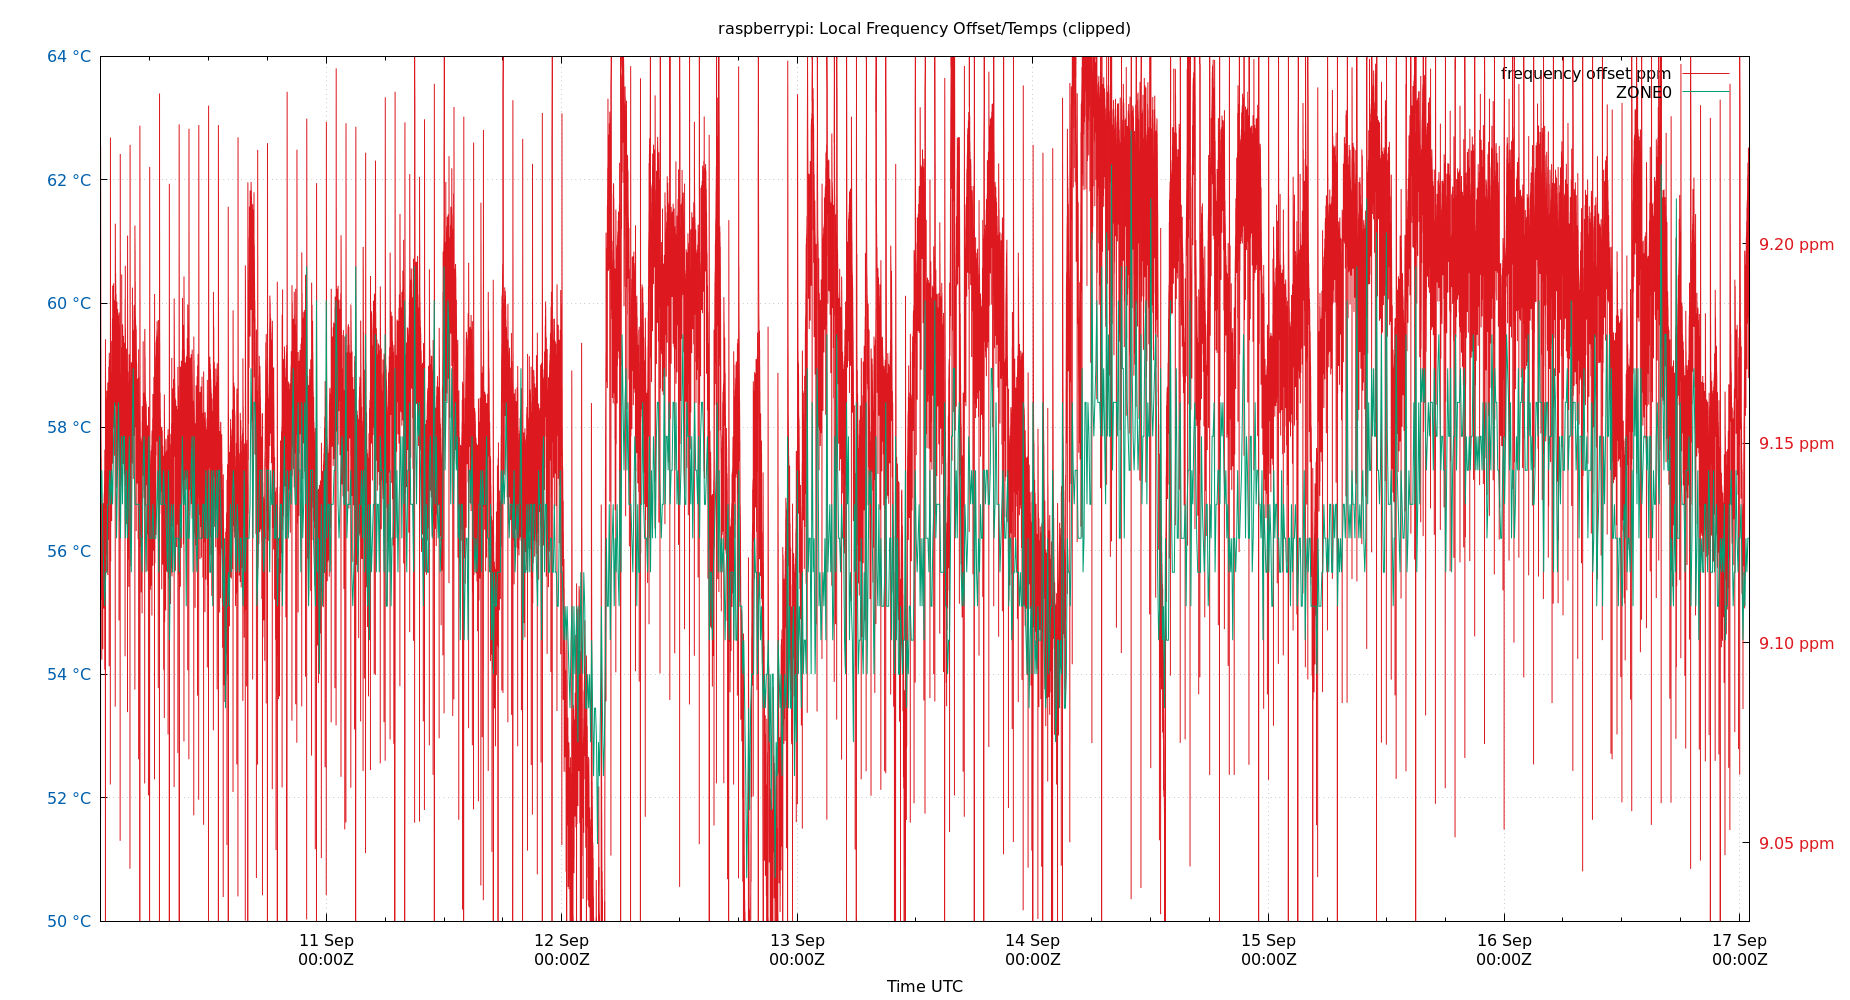 raspberrypi: Local Frequency Offset/Temps (clipped)
64 °C
62 °C
60 °C
58 °C
56 °C
54 °C
52 °C
50 °C
frequency offset ppm
ZONE0
9.20 ppm
9.15 ppm
9.10 ppm
9.05 ppm
11 Sep
00:00Z
12 Sep
00:00Z
13 Sep
00:00Z
14 Sep
00:00Z
15 Sep
00:00Z
16 Sep
00:00Z
17 Sep
00:00Z
Time UTC